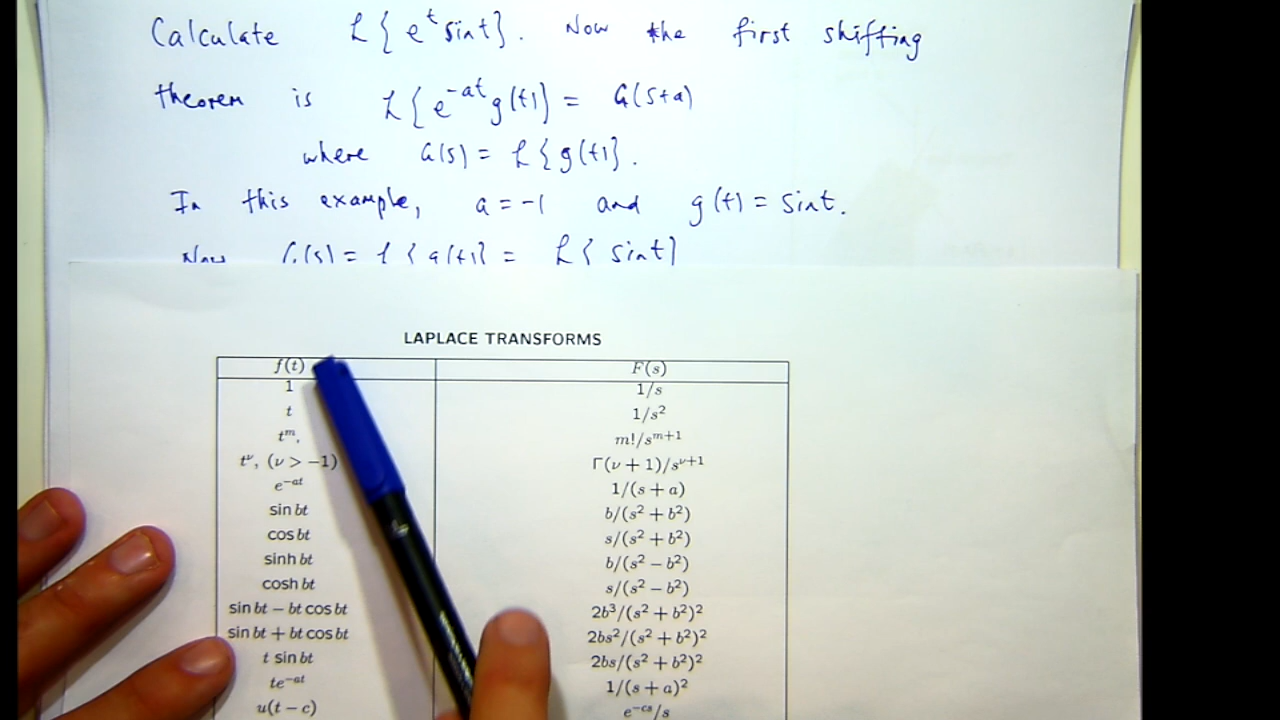 Calculate ℒ{e^t sint}. Now the first shifting
theorem is ℒ{e^{-at} g(t)} = G(s+a)
where G(s) = ℒ{g(t)}.
In this example, a = -1 and g(t) = sint.
Now G(s) = ℒ{g(t)} = ℒ{sint}
LAPLACE TRANSFORMS
f(t) F(s)
1 1/s
t 1/s²
t^m, m!/s^{m+1}
t^ν, (ν > −1) Γ(ν + 1)/s^{ν+1}
e^{−at} 1/(s + a)
sin bt b/(s² + b²)
cos bt s/(s² + b²)
sinh bt b/(s² − b²)
cosh bt s/(s² − b²)
sin bt − bt cos bt 2b³/(s² + b²)²
sin bt + bt cos bt 2bs²/(s² + b²)²
t sin bt 2bs/(s² + b²)²
te^{−at} 1/(s + a)²
u(t − c) e^{−cs}/s